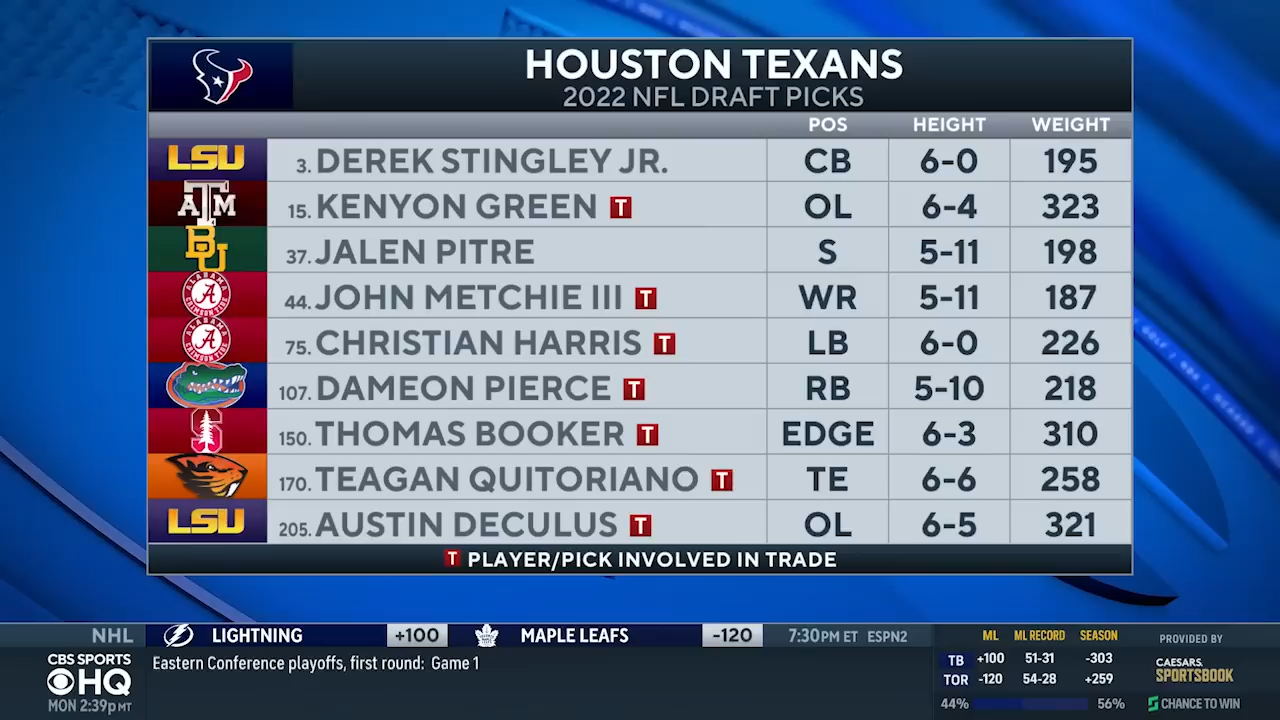 HOUSTON TEXANS
2022 NFL DRAFT PICKS
POS HEIGHT WEIGHT
LSU 3. DEREK STINGLEY JR. CB 6-0 195
ATM 15. KENYON GREEN T OL 6-4 323
BU 37. JALEN PITRE S 5-11 198
ALABAMA A CRIMSON TIDE 44. JOHN METCHIE III T WR 5-11 187
ALABAMA A CRIMSON TIDE 75. CHRISTIAN HARRIS T LB 6-0 226
107. DAMEON PIERCE T RB 5-10 218
S 150. THOMAS BOOKER T EDGE 6-3 310
170. TEAGAN QUITORIANO T TE 6-6 258
LSU 205. AUSTIN DECULUS T OL 6-5 321
T PLAYER/PICK INVOLVED IN TRADE
NHL LIGHTNING +100 MAPLE LEAFS -120 7:30PM ET ESPN2
CBS SPORTS HQ
MON 2:39PM MT
Eastern Conference playoffs, first round: Game 1
ML ML RECORD SEASON
TB +100 51-31 -303
TOR -120 54-28 +259
44% 56%
PROVIDED BY
CAESARS
SPORTSBOOK
CHANCE TO WIN